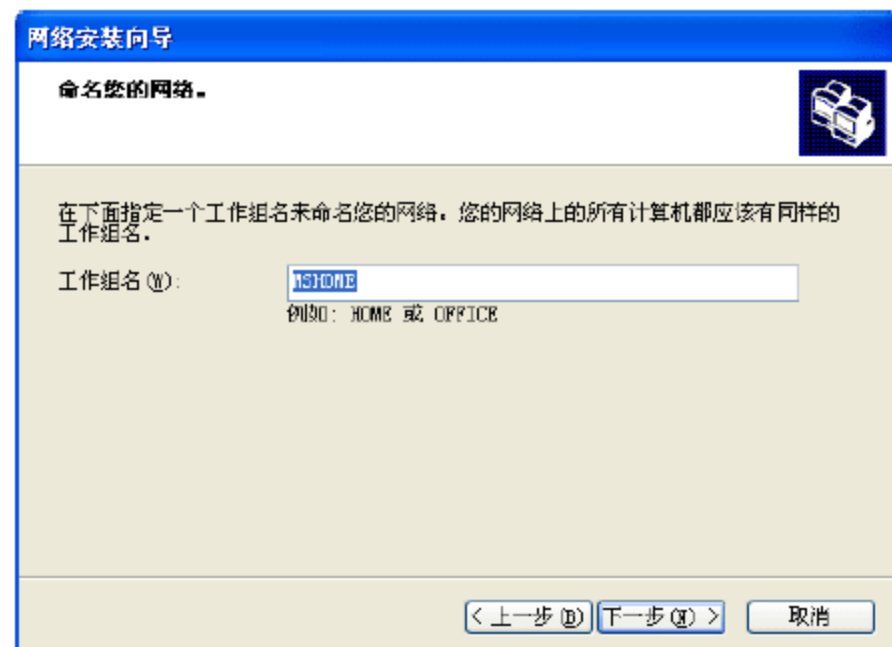 网络安装向导
命名您的网络。
在下面指定一个工作组名来命名您的网络。您的网络上的所有计算机都应该有同样的
工作组名。
工作组名(W):
MSHOME
例如: HOME 或 OFFICE
< 上一步(B) 下一步(N) > 取消